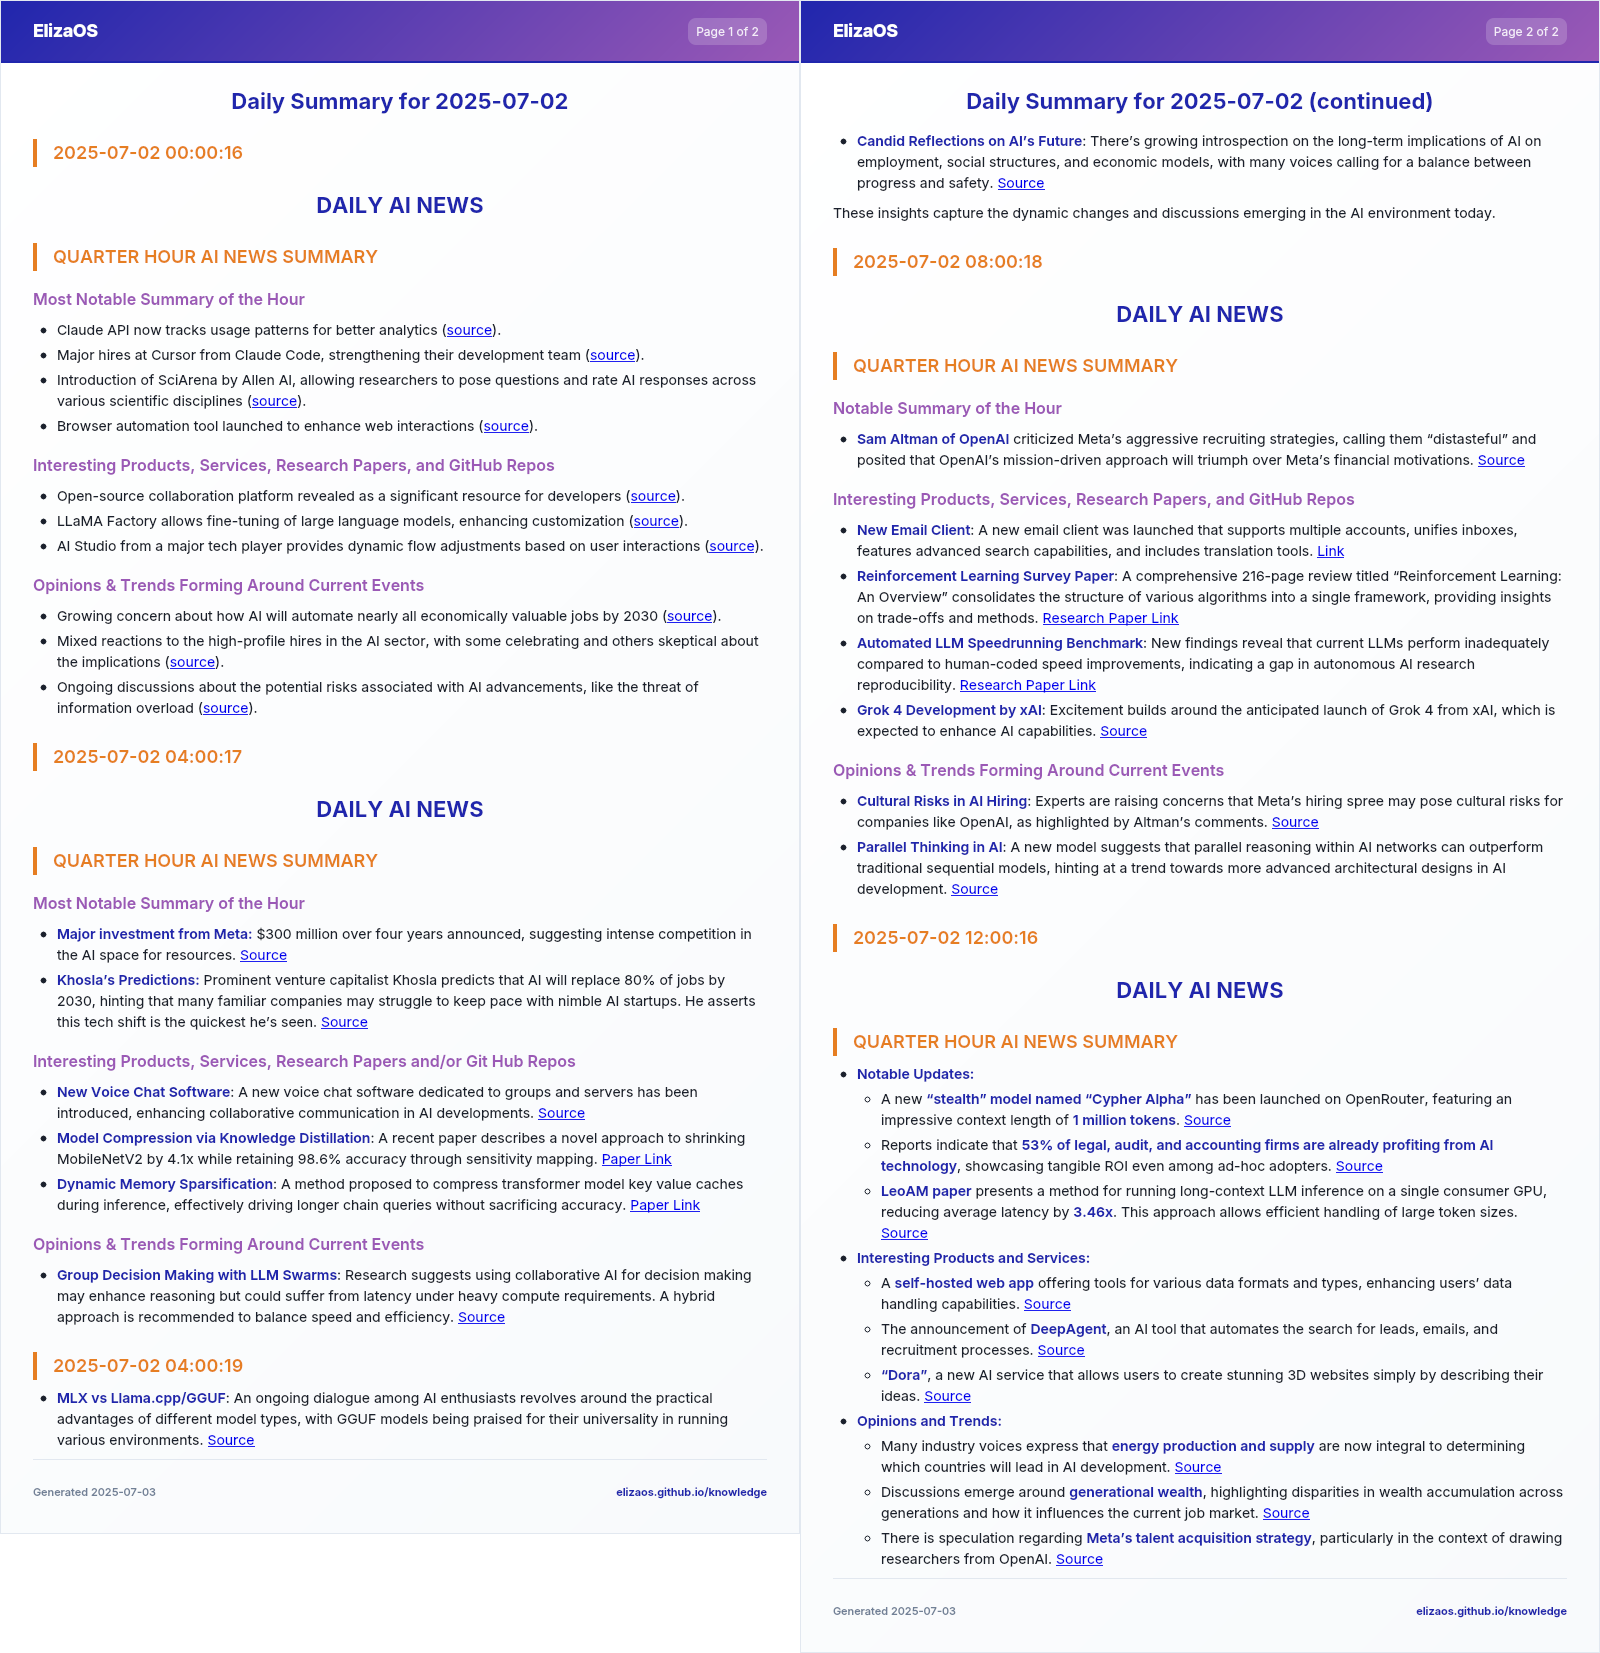 ElizaOS
Page 1 of 2
Daily Summary for 2025-07-02
2025-07-02 00:00:16
DAILY AI NEWS
QUARTER HOUR AI NEWS SUMMARY
Most Notable Summary of the Hour
• Claude API now tracks usage patterns for better analytics (source).
• Major hires at Cursor from Claude Code, strengthening their development team (source).
• Introduction of SciArena by Allen AI, allowing researchers to pose questions and rate AI responses across
various scientific disciplines (source).
• Browser automation tool launched to enhance web interactions (source).
Interesting Products, Services, Research Papers, and GitHub Repos
• Open-source collaboration platform revealed as a significant resource for developers (source).
• LLaMA Factory allows fine-tuning of large language models, enhancing customization (source).
• AI Studio from a major tech player provides dynamic flow adjustments based on user interactions (source).
Opinions & Trends Forming Around Current Events
• Growing concern about how AI will automate nearly all economically valuable jobs by 2030 (source).
• Mixed reactions to the high-profile hires in the AI sector, with some celebrating and others skeptical about
the implications (source).
• Ongoing discussions about the potential risks associated with AI advancements, like the threat of
information overload (source).
2025-07-02 04:00:17
DAILY AI NEWS
QUARTER HOUR AI NEWS SUMMARY
Most Notable Summary of the Hour
• Major investment from Meta: $300 million over four years announced, suggesting intense competition in
the AI space for resources. Source
• Khosla’s Predictions: Prominent venture capitalist Khosla predicts that AI will replace 80% of jobs by
2030, hinting that many familiar companies may struggle to keep pace with nimble AI startups. He asserts
this tech shift is the quickest he’s seen. Source
Interesting Products, Services, Research Papers and/or Git Hub Repos
• New Voice Chat Software: A new voice chat software dedicated to groups and servers has been
introduced, enhancing collaborative communication in AI developments. Source
• Model Compression via Knowledge Distillation: A recent paper describes a novel approach to shrinking
MobileNetV2 by 4.1x while retaining 98.6% accuracy through sensitivity mapping. Paper Link
• Dynamic Memory Sparsification: A method proposed to compress transformer model key value caches
during inference, effectively driving longer chain queries without sacrificing accuracy. Paper Link
Opinions & Trends Forming Around Current Events
• Group Decision Making with LLM Swarms: Research suggests using collaborative AI for decision making
may enhance reasoning but could suffer from latency under heavy compute requirements. A hybrid
approach is recommended to balance speed and efficiency. Source
2025-07-02 04:00:19
• MLX vs Llama.cpp/GGUF: An ongoing dialogue among AI enthusiasts revolves around the practical
advantages of different model types, with GGUF models being praised for their universality in running
various environments. Source
Generated 2025-07-03
elizaos.github.io/knowledge
ElizaOS
Page 2 of 2
Daily Summary for 2025-07-02 (continued)
• Candid Reflections on AI’s Future: There’s growing introspection on the long-term implications of AI on
employment, social structures, and economic models, with many voices calling for a balance between
progress and safety. Source
These insights capture the dynamic changes and discussions emerging in the AI environment today.
2025-07-02 08:00:18
DAILY AI NEWS
QUARTER HOUR AI NEWS SUMMARY
Notable Summary of the Hour
• Sam Altman of OpenAI criticized Meta’s aggressive recruiting strategies, calling them “distasteful” and
posited that OpenAI’s mission-driven approach will triumph over Meta’s financial motivations. Source
Interesting Products, Services, Research Papers, and GitHub Repos
• New Email Client: A new email client was launched that supports multiple accounts, unifies inboxes,
features advanced search capabilities, and includes translation tools. Link
• Reinforcement Learning Survey Paper: A comprehensive 216-page review titled “Reinforcement Learning:
An Overview” consolidates the structure of various algorithms into a single framework, providing insights
on trade-offs and methods. Research Paper Link
• Automated LLM Speedrunning Benchmark: New findings reveal that current LLMs perform inadequately
compared to human-coded speed improvements, indicating a gap in autonomous AI research
reproducibility. Research Paper Link
• Grok 4 Development by xAI: Excitement builds around the anticipated launch of Grok 4 from xAI, which is
expected to enhance AI capabilities. Source
Opinions & Trends Forming Around Current Events
• Cultural Risks in AI Hiring: Experts are raising concerns that Meta’s hiring spree may pose cultural risks for
companies like OpenAI, as highlighted by Altman’s comments. Source
• Parallel Thinking in AI: A new model suggests that parallel reasoning within AI networks can outperform
traditional sequential models, hinting at a trend towards more advanced architectural designs in AI
development. Source
2025-07-02 12:00:16
DAILY AI NEWS
QUARTER HOUR AI NEWS SUMMARY
• Notable Updates:
◦ A new “stealth” model named “Cypher Alpha” has been launched on OpenRouter, featuring an
impressive context length of 1 million tokens. Source
◦ Reports indicate that 53% of legal, audit, and accounting firms are already profiting from AI
technology, showcasing tangible ROI even among ad-hoc adopters. Source
◦ LeoAM paper presents a method for running long-context LLM inference on a single consumer GPU,
reducing average latency by 3.46x. This approach allows efficient handling of large token sizes.
Source
• Interesting Products and Services:
◦ A self-hosted web app offering tools for various data formats and types, enhancing users’ data
handling capabilities. Source
◦ The announcement of DeepAgent, an AI tool that automates the search for leads, emails, and
recruitment processes. Source
◦ “Dora”, a new AI service that allows users to create stunning 3D websites simply by describing their
ideas. Source
• Opinions and Trends:
◦ Many industry voices express that energy production and supply are now integral to determining
which countries will lead in AI development. Source
◦ Discussions emerge around generational wealth, highlighting disparities in wealth accumulation across
generations and how it influences the current job market. Source
◦ There is speculation regarding Meta’s talent acquisition strategy, particularly in the context of drawing
researchers from OpenAI. Source
Generated 2025-07-03
elizaos.github.io/knowledge